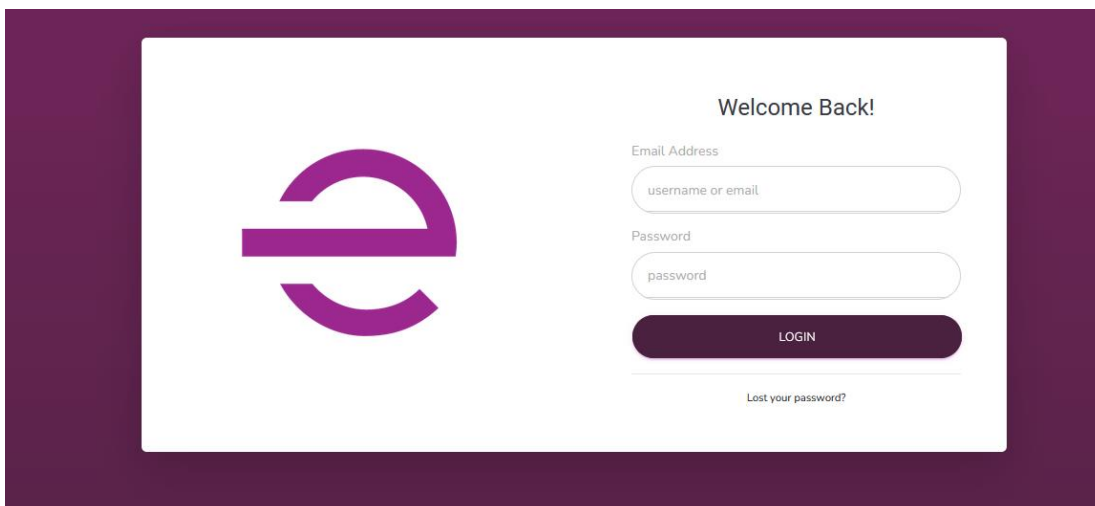 Welcome Back!
Email Address
username or email
Password
password
LOGIN
Lost your password?